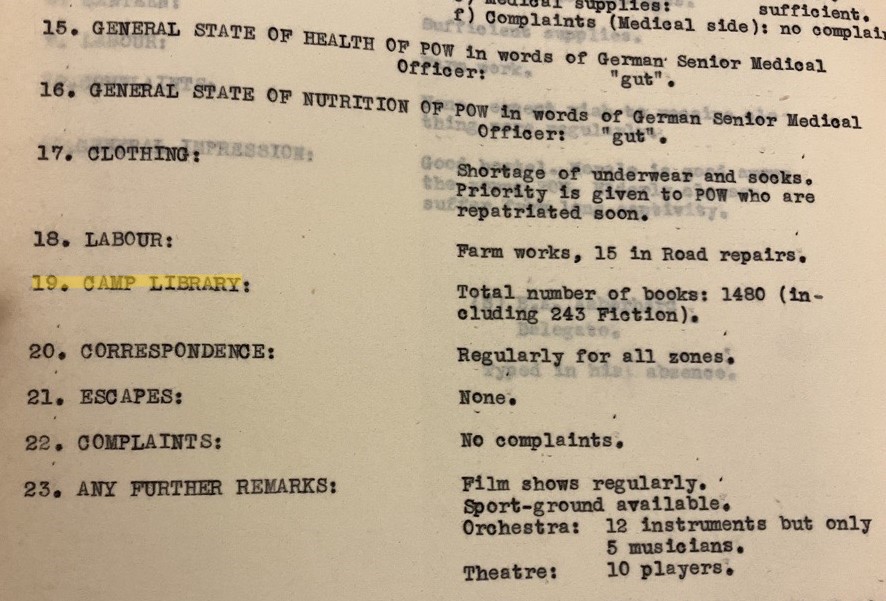 medical supplies: sufficient.
f) Complaints (Medical side): no complain
15. GENERAL STATE OF HEALTH OF POW in words of German Senior Medical
Officer: "gut".
16. GENERAL STATE OF NUTRITION OF POW in words of German Senior Medical
Officer: "gut".
17. CLOTHING:
Shortage of underwear and socks.
Priority is given to POW who are
repatriated soon.
18. LABOUR:
Farm works, 15 in Road repairs.
19. CAMP LIBRARY:
Total number of books: 1480 (in-
cluding 243 Fiction).
20. CORRESPONDENCE: Regularly for all zones.
21. ESCAPES: None.
22. COMPLAINTS: No complaints.
23. ANY FURTHER REMARKS: Film shows regularly.
Sport-ground available.
Orchestra: 12 instruments but only
5 musicians.
Theatre: 10 players.